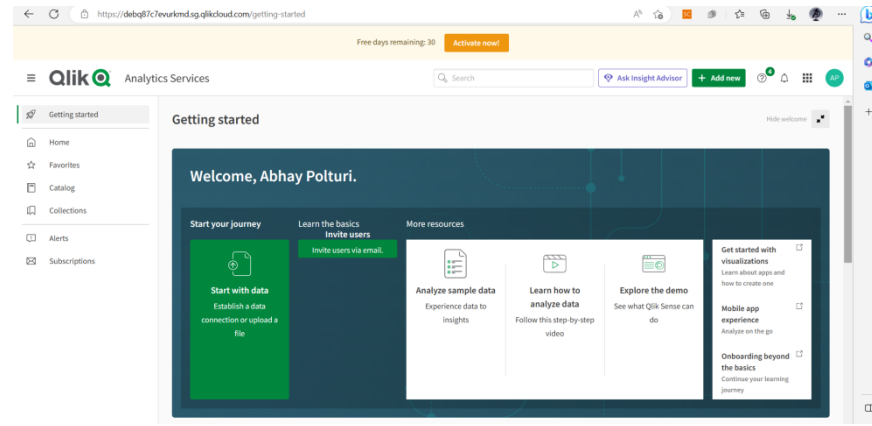 https://debq87c7evurkmd.sg.qlikcloud.com/getting-started
Free days remaining: 30 Activate now!
Qlik Analytics Services
Search
Ask Insight Advisor
+ Add new
4
AP
Getting started
Home
Favorites
Catalog
Collections
Alerts
Subscriptions
Getting started
Hide welcome
Welcome, Abhay Polturi.
Start your journey
Start with data
Establish a data
connection or upload a
file
Learn the basics
Invite users
Invite users via email.
More resources
Analyze sample data
Experience data to
insights
Learn how to
analyze data
Follow this step-by-step
video
Explore the demo
See what Qlik Sense can
do
Get started with
visualizations
Learn about apps and
how to create one
Mobile app
experience
Analyze on the go
Onboarding beyond
the basics
Continue your learning
journey